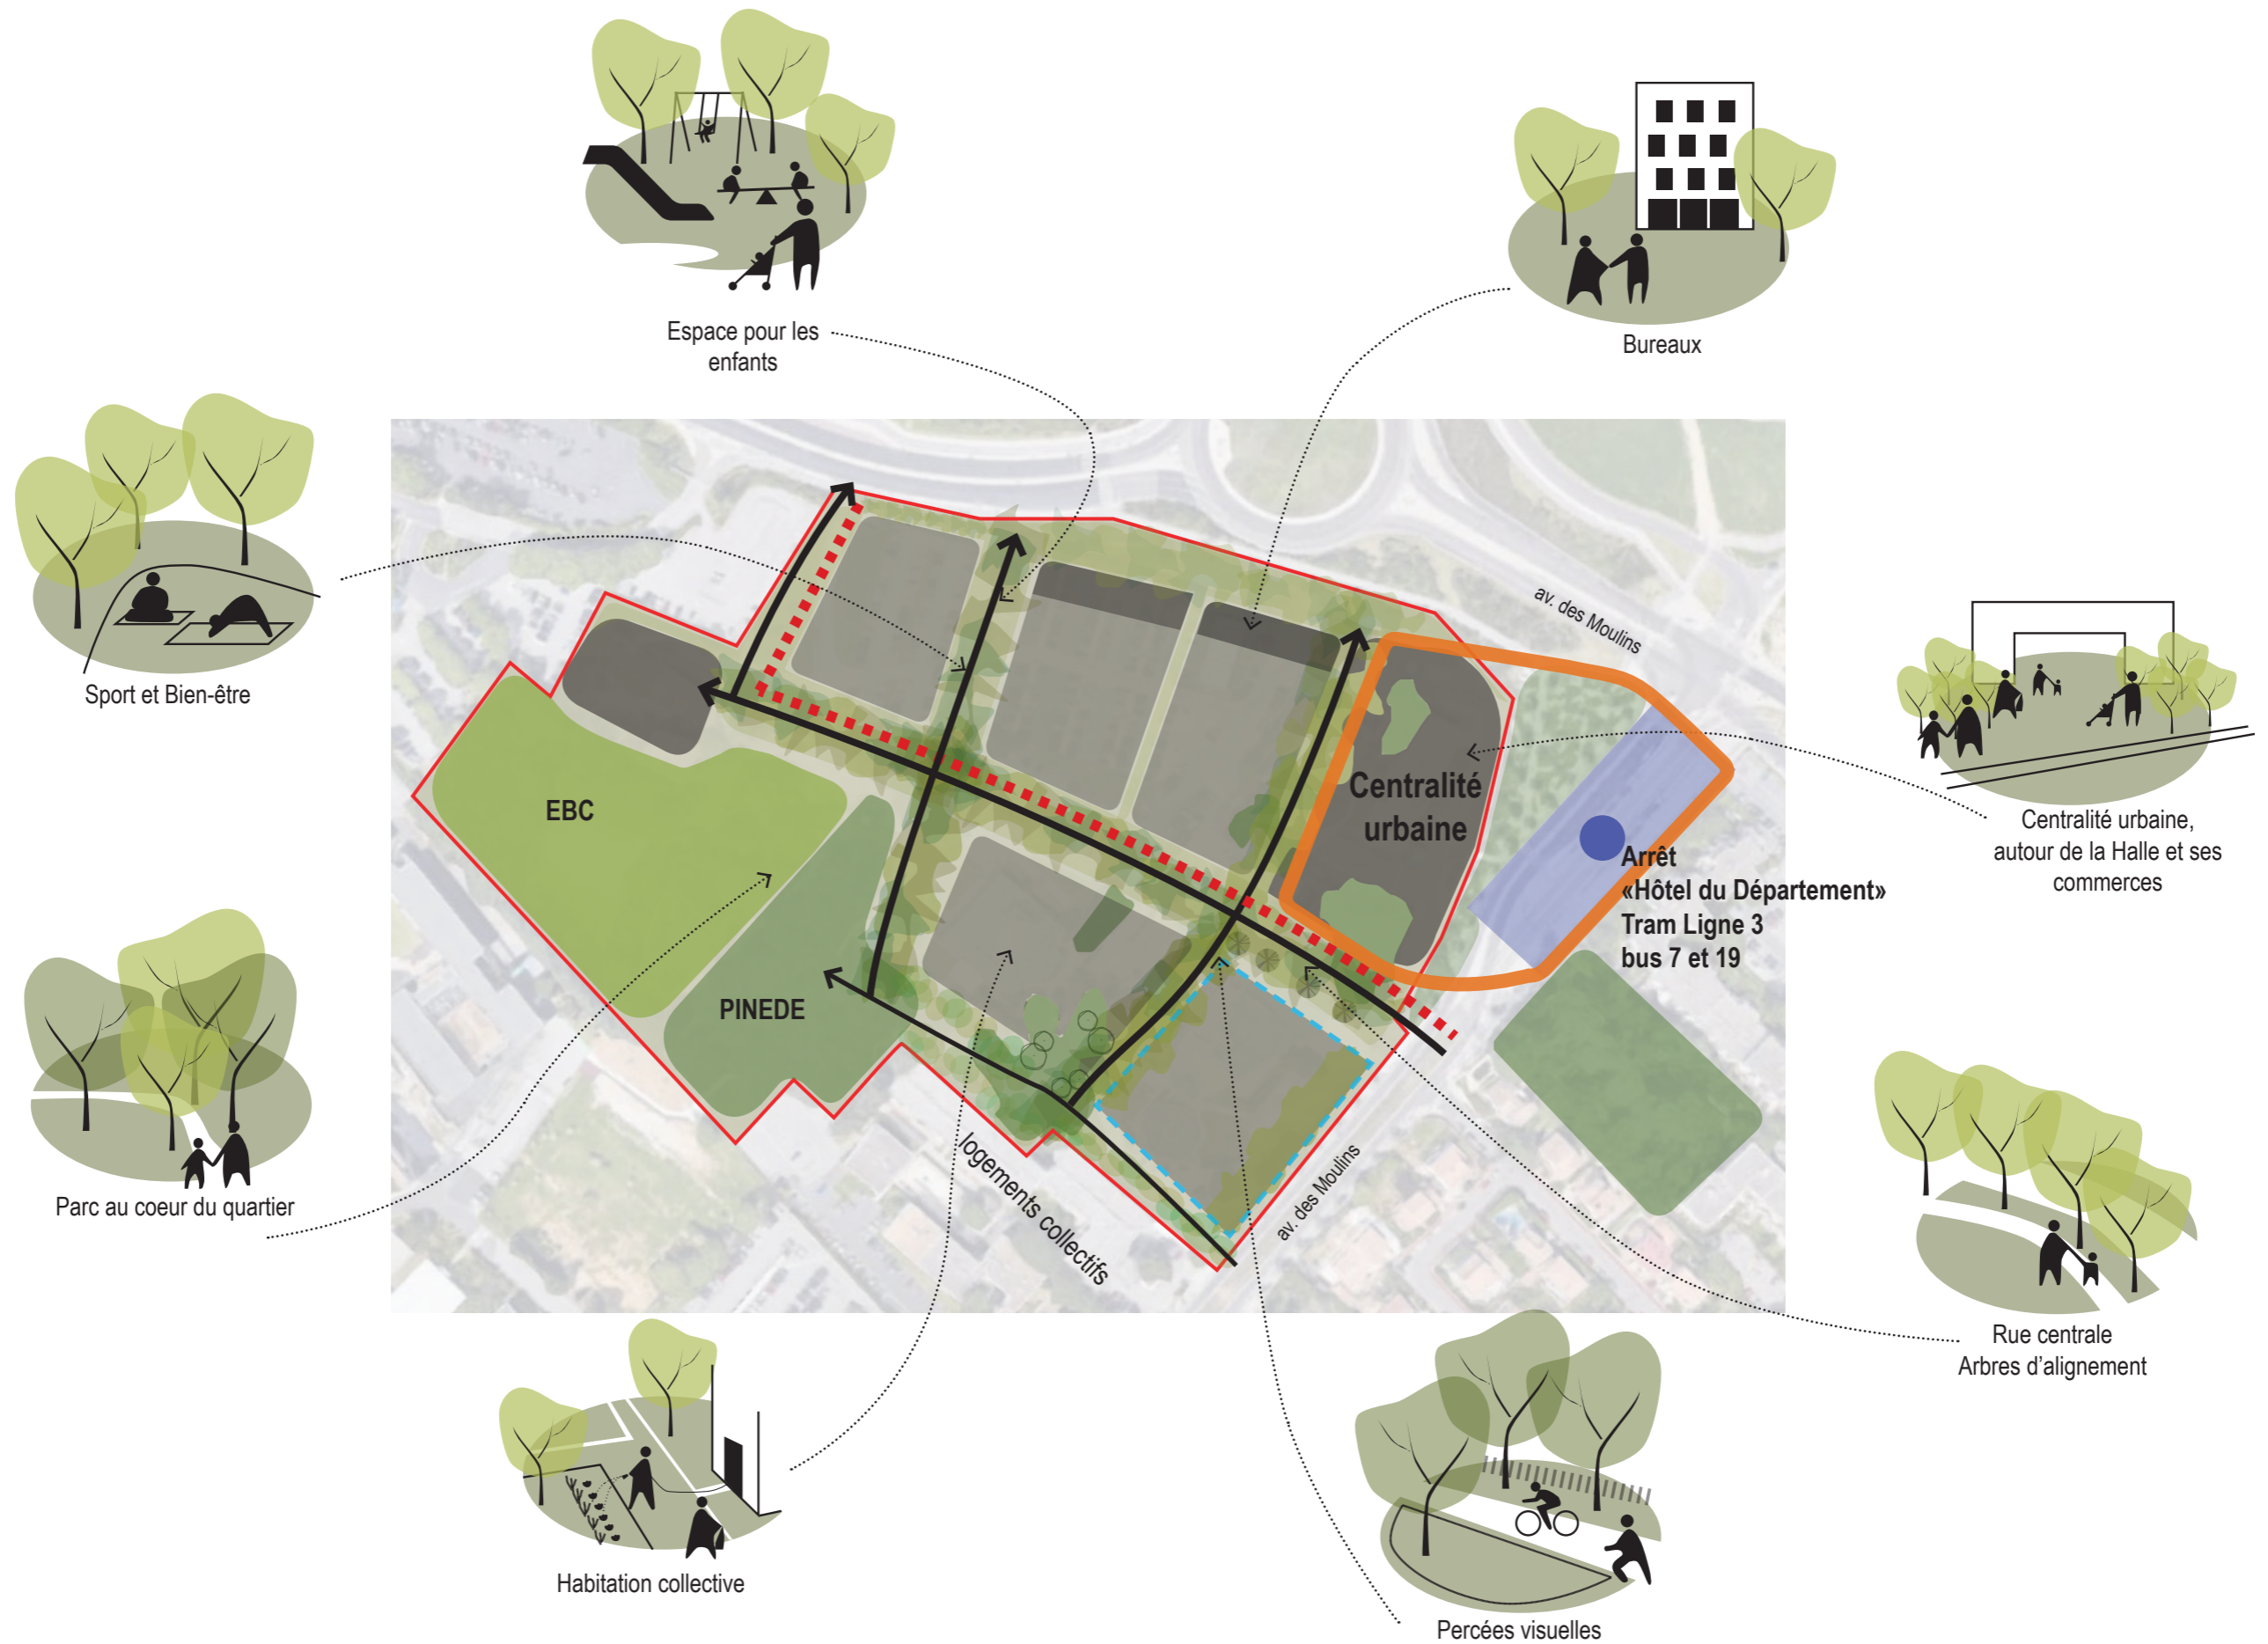 Espace pour les
enfants
Bureaux
Sport et Bien-être
av. des Moulins
Centralité
urbaine
EBC
Centralité urbaine,
autour de la Halle et ses
commerces
Arrêt
«Hôtel du Département»
Tram Ligne 3
bus 7 et 19
PINEDE
Parc au coeur du quartier
logements collectifs
av. des Moulins
Rue centrale
Arbres d'alignement
Habitation collective
Percées visuelles